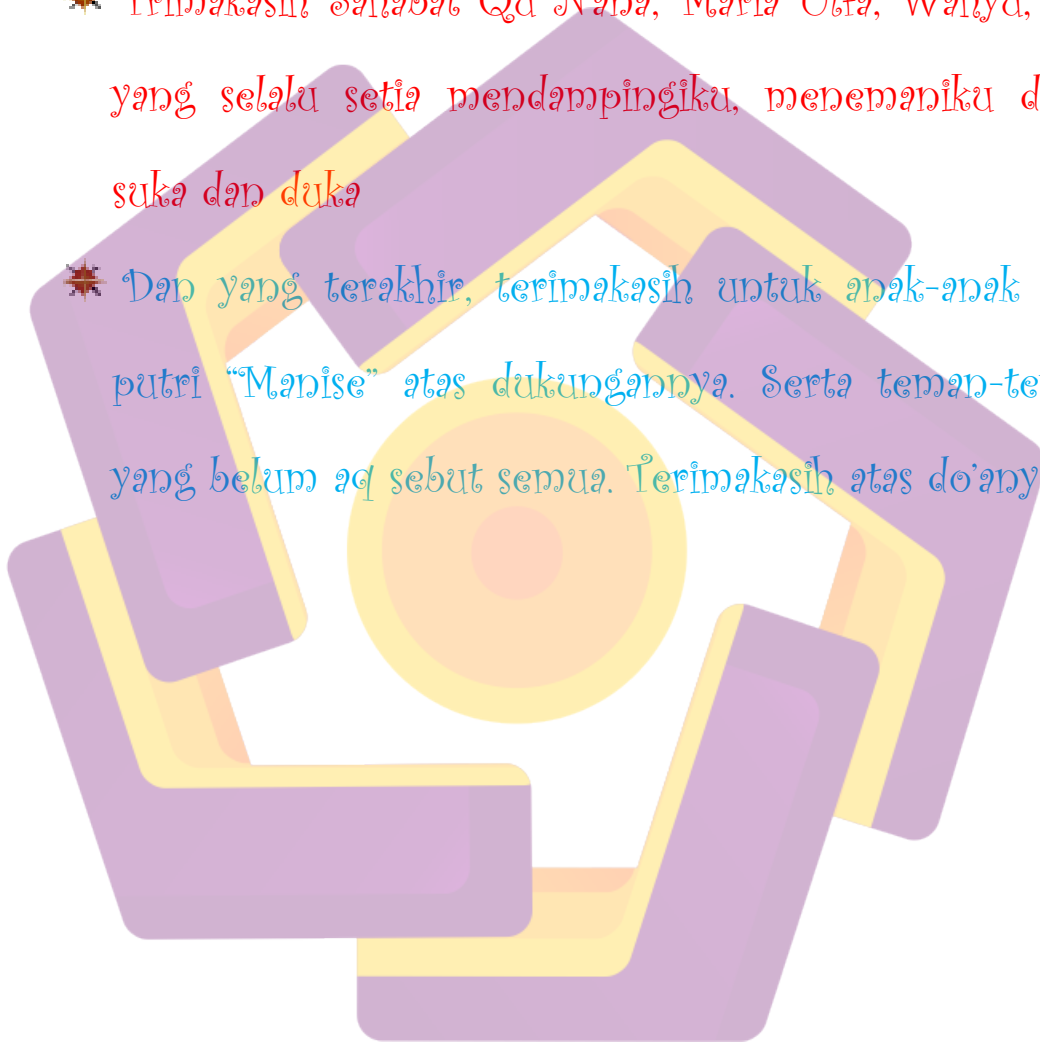 Trimakasih Sahabat Qu N'ana, Maria Ulfa, Wahyu,
yang selalu setia mendampingiku, menemaniku d
suka dan duka
Dan yang terakhir, terimakasih untuk anak-anak
putri “Manise” atas dukungannya. Serta teman-te
yang belum aq sebut semua. Terimakasih atas do'any